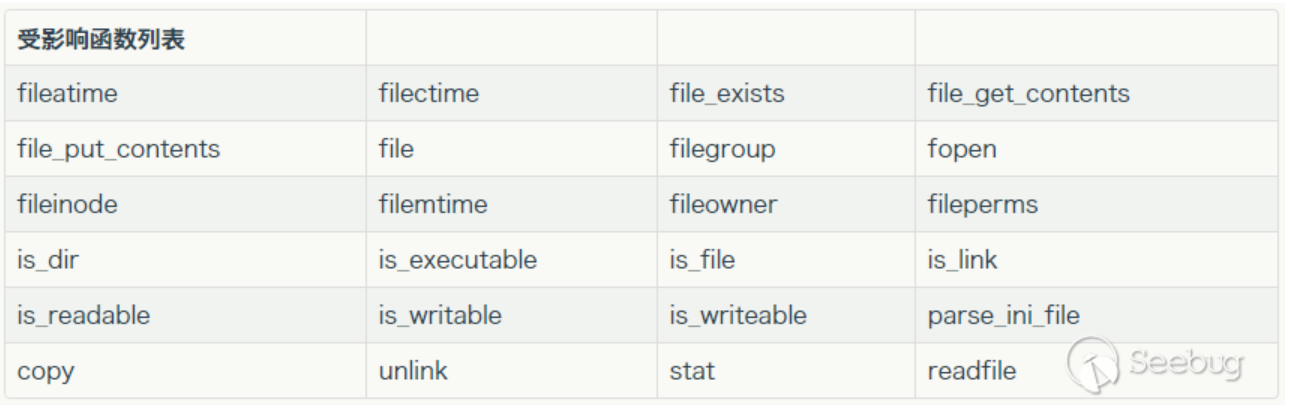 受影响函数列表
fileatime filectime file_exists file_get_contents
file_put_contents file filegroup fopen
fileinode filemtime fileowner fileperms
is_dir is_executable is_file is_link
is_readable is_writable is_writeable parse_ini_file
copy unlink stat readfile
Seebug